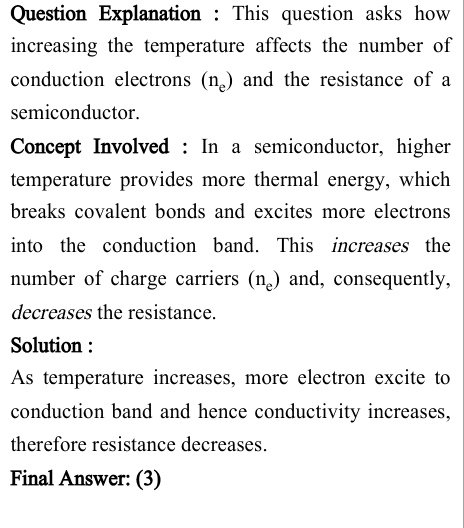 Question Explanation : This question asks how
increasing the temperature affects the number of
conduction electrons (nₑ) and the resistance of a
semiconductor.
Concept Involved : In a semiconductor, higher
temperature provides more thermal energy, which
breaks covalent bonds and excites more electrons
into the conduction band. This increases the
number of charge carriers (nₑ) and, consequently,
decreases the resistance.
Solution :
As temperature increases, more electron excite to
conduction band and hence conductivity increases,
therefore resistance decreases.
Final Answer: (3)